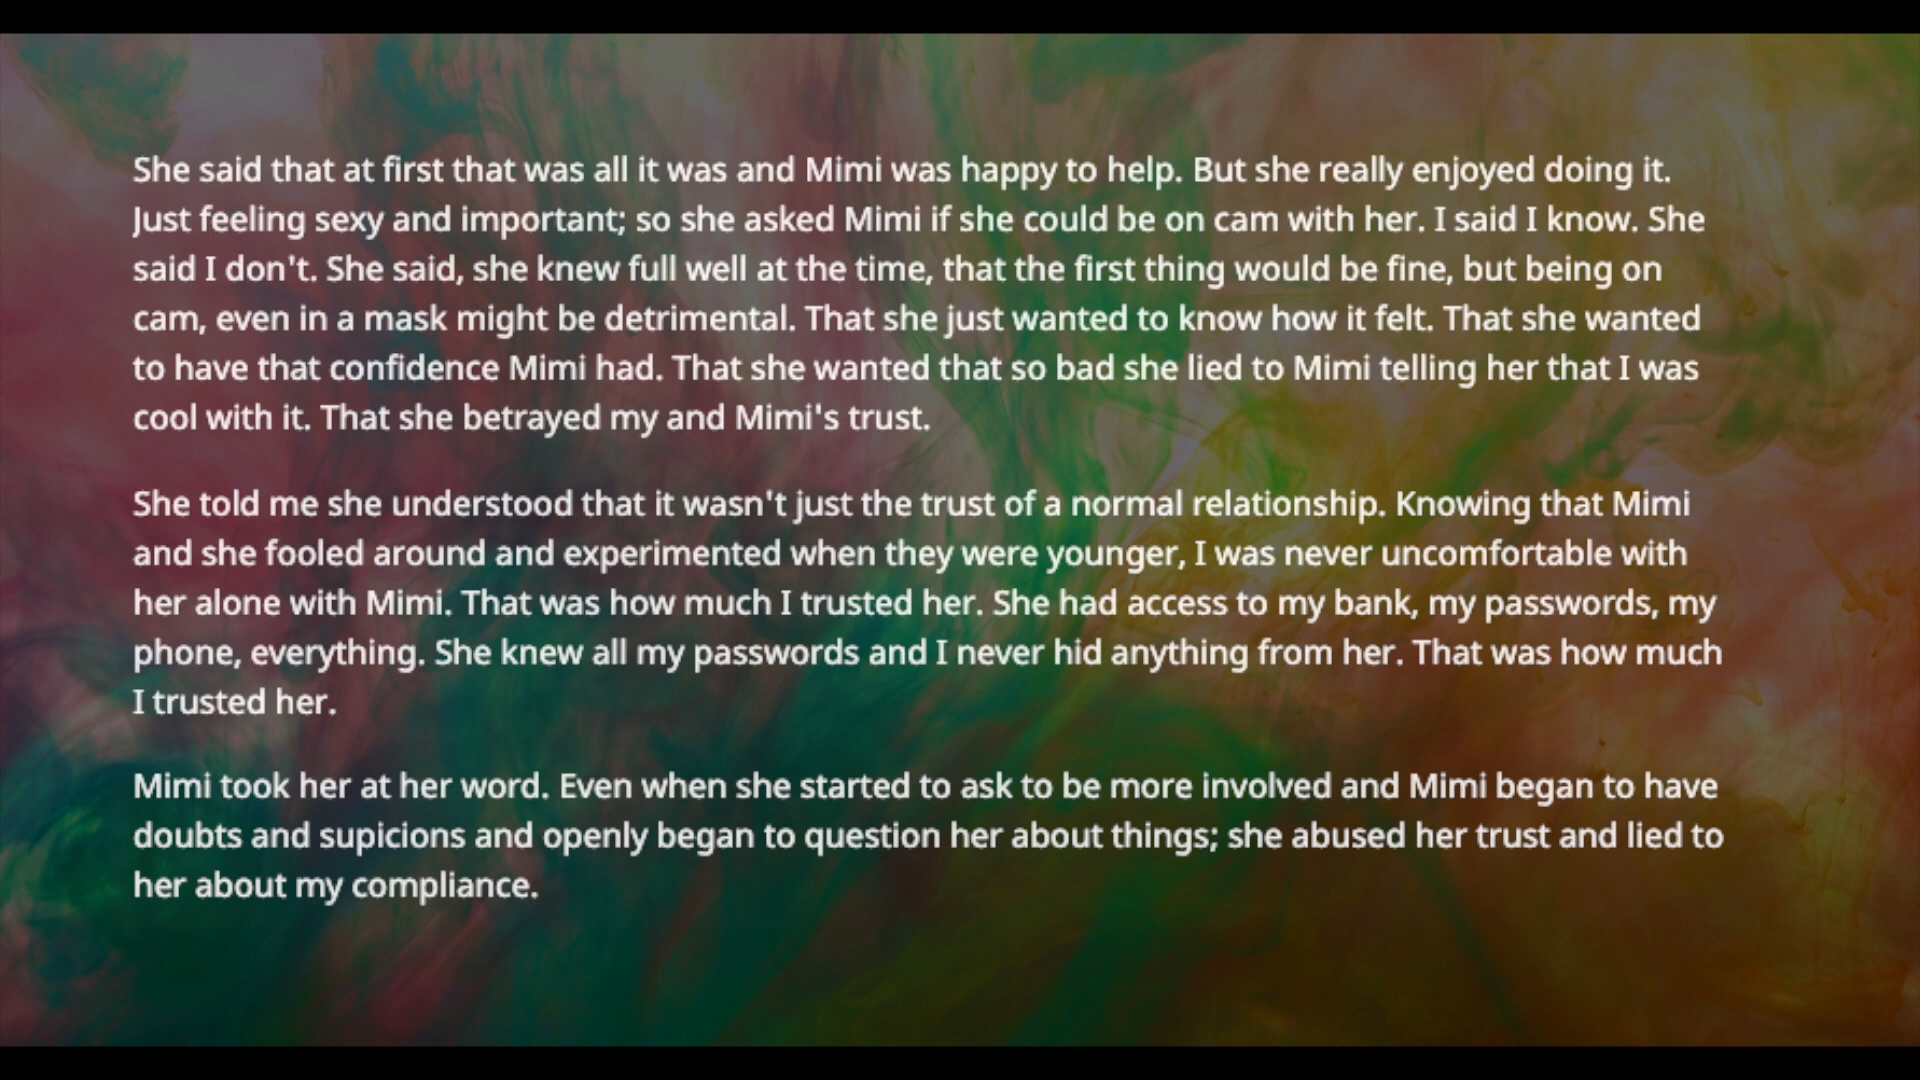 She said that at first that was all it was and Mimi was happy to help. But she really enjoyed doing it.
Just feeling sexy and important; so she asked Mimi if she could be on cam with her. I said I know. She
said I don't. She said, she knew full well at the time, that the first thing would be fine, but being on
cam, even in a mask might be detrimental. That she just wanted to know how it felt. That she wanted
to have that confidence Mimi had. That she wanted that so bad she lied to Mimi telling her that I was
cool with it. That she betrayed my and Mimi's trust.
She told me she understood that it wasn't just the trust of a normal relationship. Knowing that Mimi
and she fooled around and experimented when they were younger, I was never uncomfortable with
her alone with Mimi. That was how much I trusted her. She had access to my bank, my passwords, my
phone, everything. She knew all my passwords and I never hid anything from her. That was how much
I trusted her.
Mimi took her at her word. Even when she started to ask to be more involved and Mimi began to have
doubts and supicions and openly began to question her about things; she abused her trust and lied to
her about my compliance.